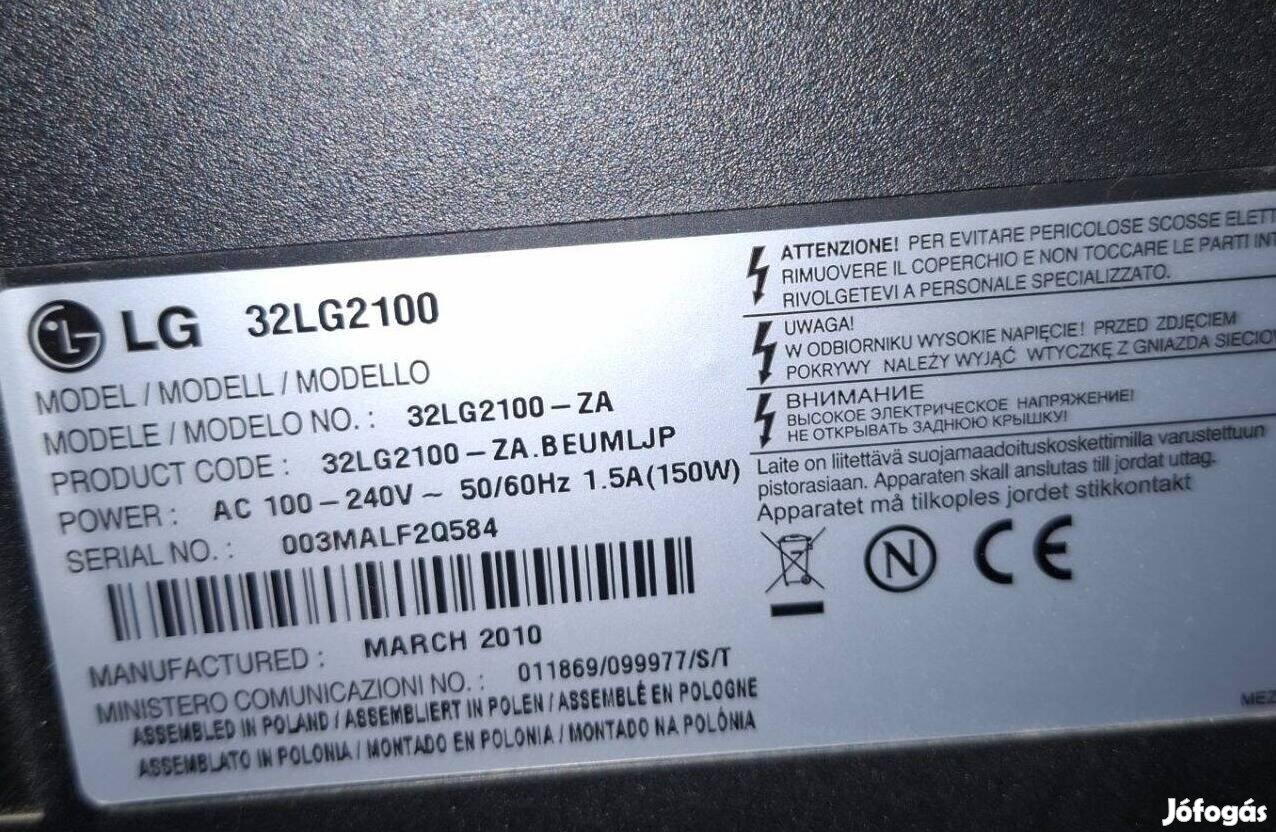 LG 32LG2100
MODEL / MODELL / MODELLO
MODELE / MODELO NO. : 32LG2100-ZA
PRODUCT CODE : 32LG2100-ZA.BEUMLJP
POWER : AC 100-240V ~ 50/60Hz 1.5A(150W)
SERIAL NO. : 003MALF2Q584
MANUFACTURED : MARCH 2010
MINISTERO COMUNICAZIONI NO. : 011869/099977/S/T
ASSEMBLED IN POLAND / ASSEMBLIERT IN POLEN / ASSEMBLÉ EN POLOGNE
ASSEMBLATO IN POLONIA / MONTADO EN POLONIA / MONTADO NA POLÓNIA
ATTENZIONE! PER EVITARE PERICOLOSE SCOSSE ELETT
RIMUOVERE IL COPERCHIO E NON TOCCARE LE PARTI INT
RIVOLGETEVI A PERSONALE SPECIALIZZATO.
UWAGA!
W ODBIORNIKU WYSOKIE NAPIĘCIE! PRZED ZDJĘCIEM
POKRYWY NALEŻY WYJĄĆ WTYCZKĘ Z GNIAZDA SIECIO
ВНИМАНИЕ
ВЫСОКОЕ ЭЛЕКТРИЧЕСКОЕ НАПРЯЖЕНИЕ!
НЕ ОТКРЫВАТЬ ЗАДНЮЮ КРЫШКУ!
Laite on liitettävä suojamaadoituskoskettimilla varustettuun
pistorasiaan. Apparaten skall anslutas till jordat uttag.
Apparatet må tilkoples jordet stikkontakt
N CE
MEZ
Jófogás